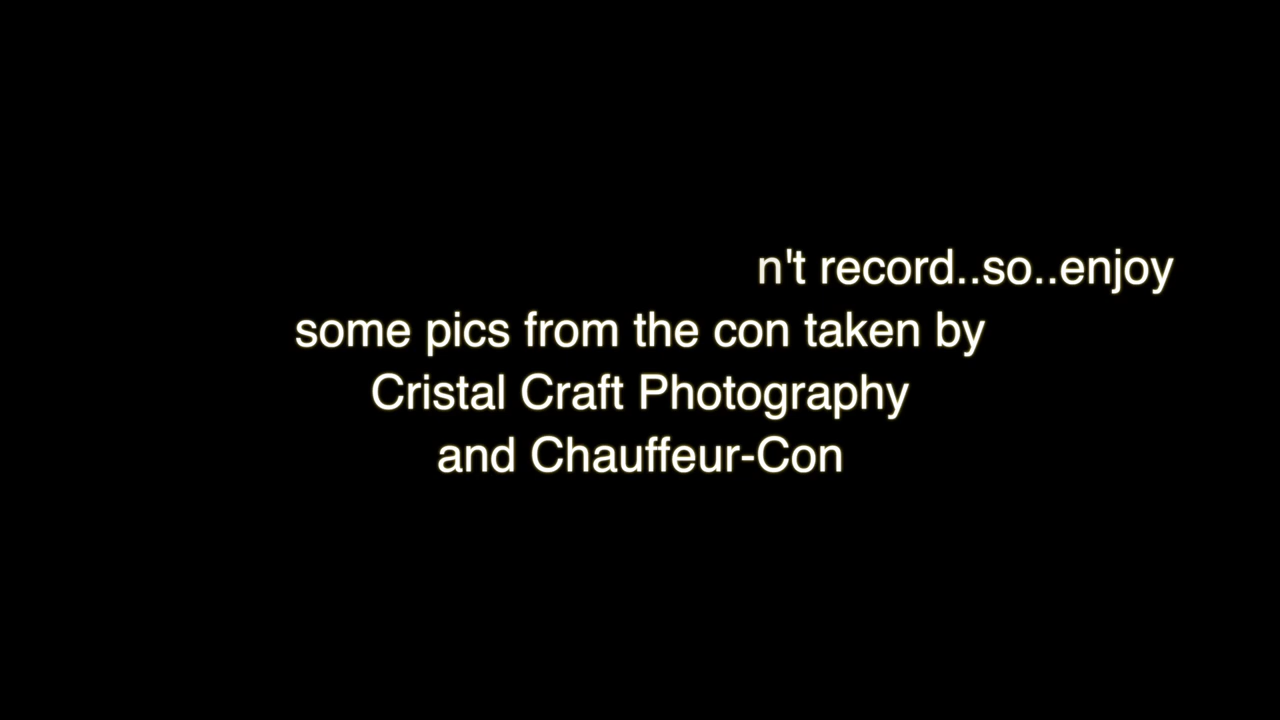 n't record..so..enjoy
some pics from the con taken by
Cristal Craft Photography
and Chauffeur-Con